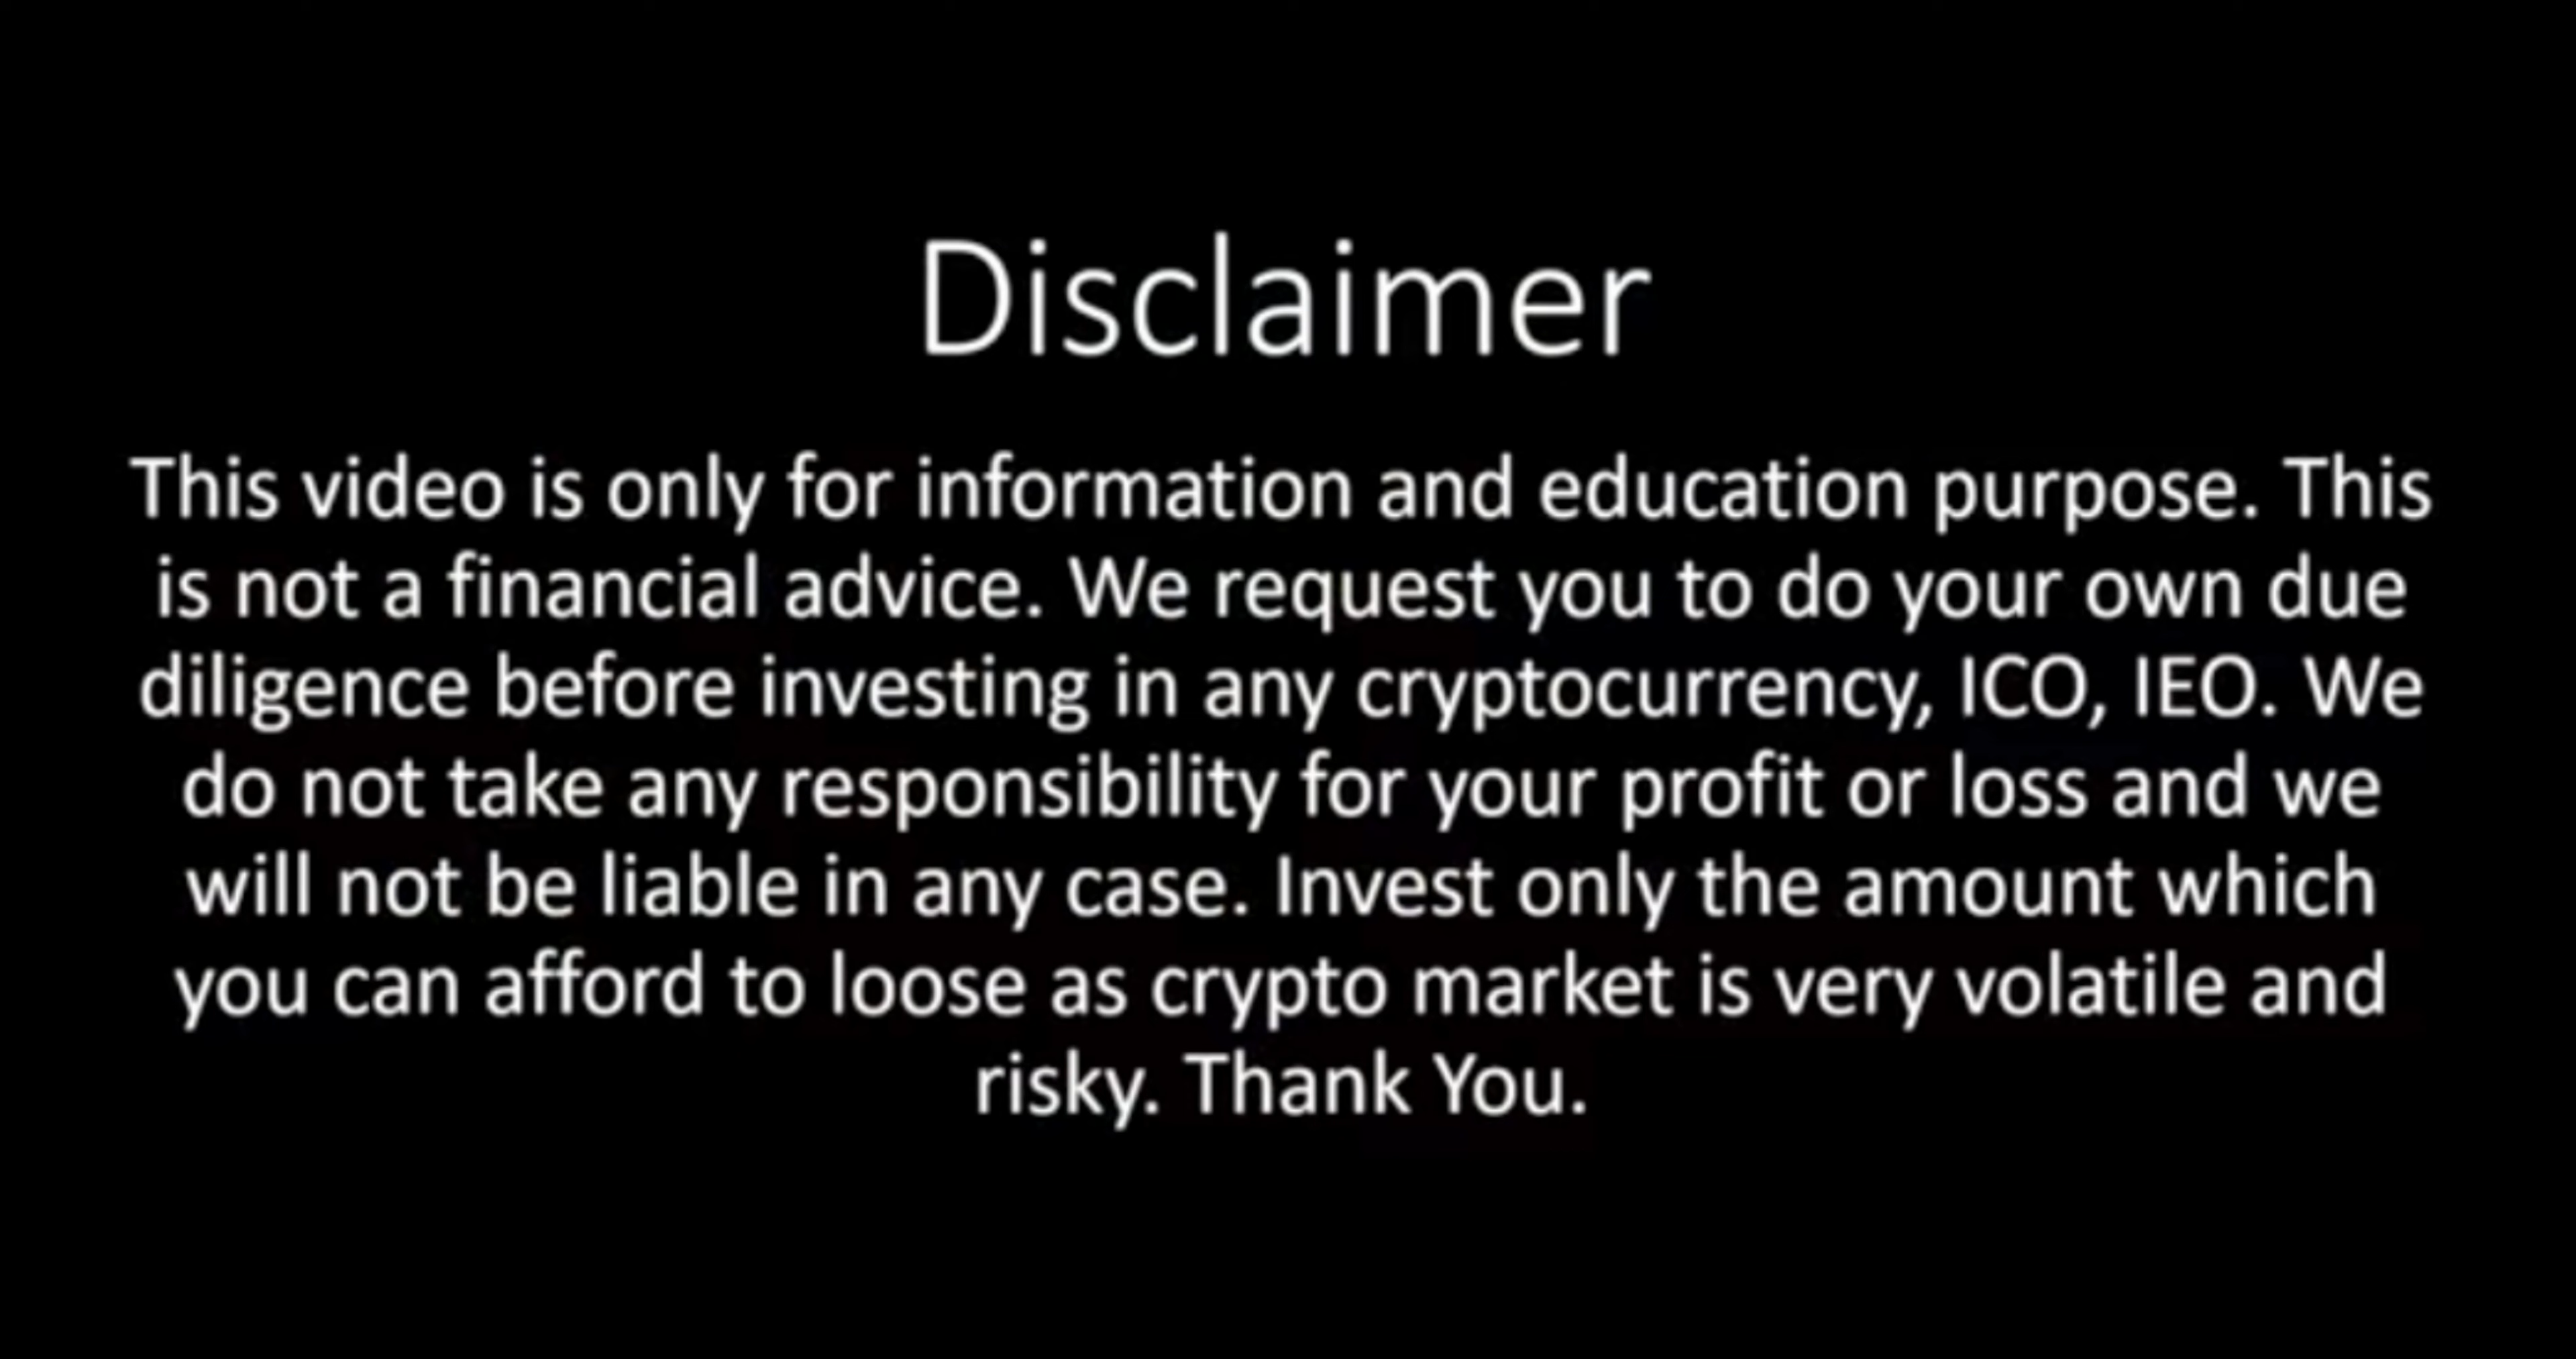 Disclaimer
This video is only for information and education purpose. This
is not a financial advice. We request you to do your own due
diligence before investing in any cryptocurrency, ICO, IEO. We
do not take any responsibility for your profit or loss and we
will not be liable in any case. Invest only the amount which
you can afford to loose as crypto market is very volatile and
risky. Thank You.